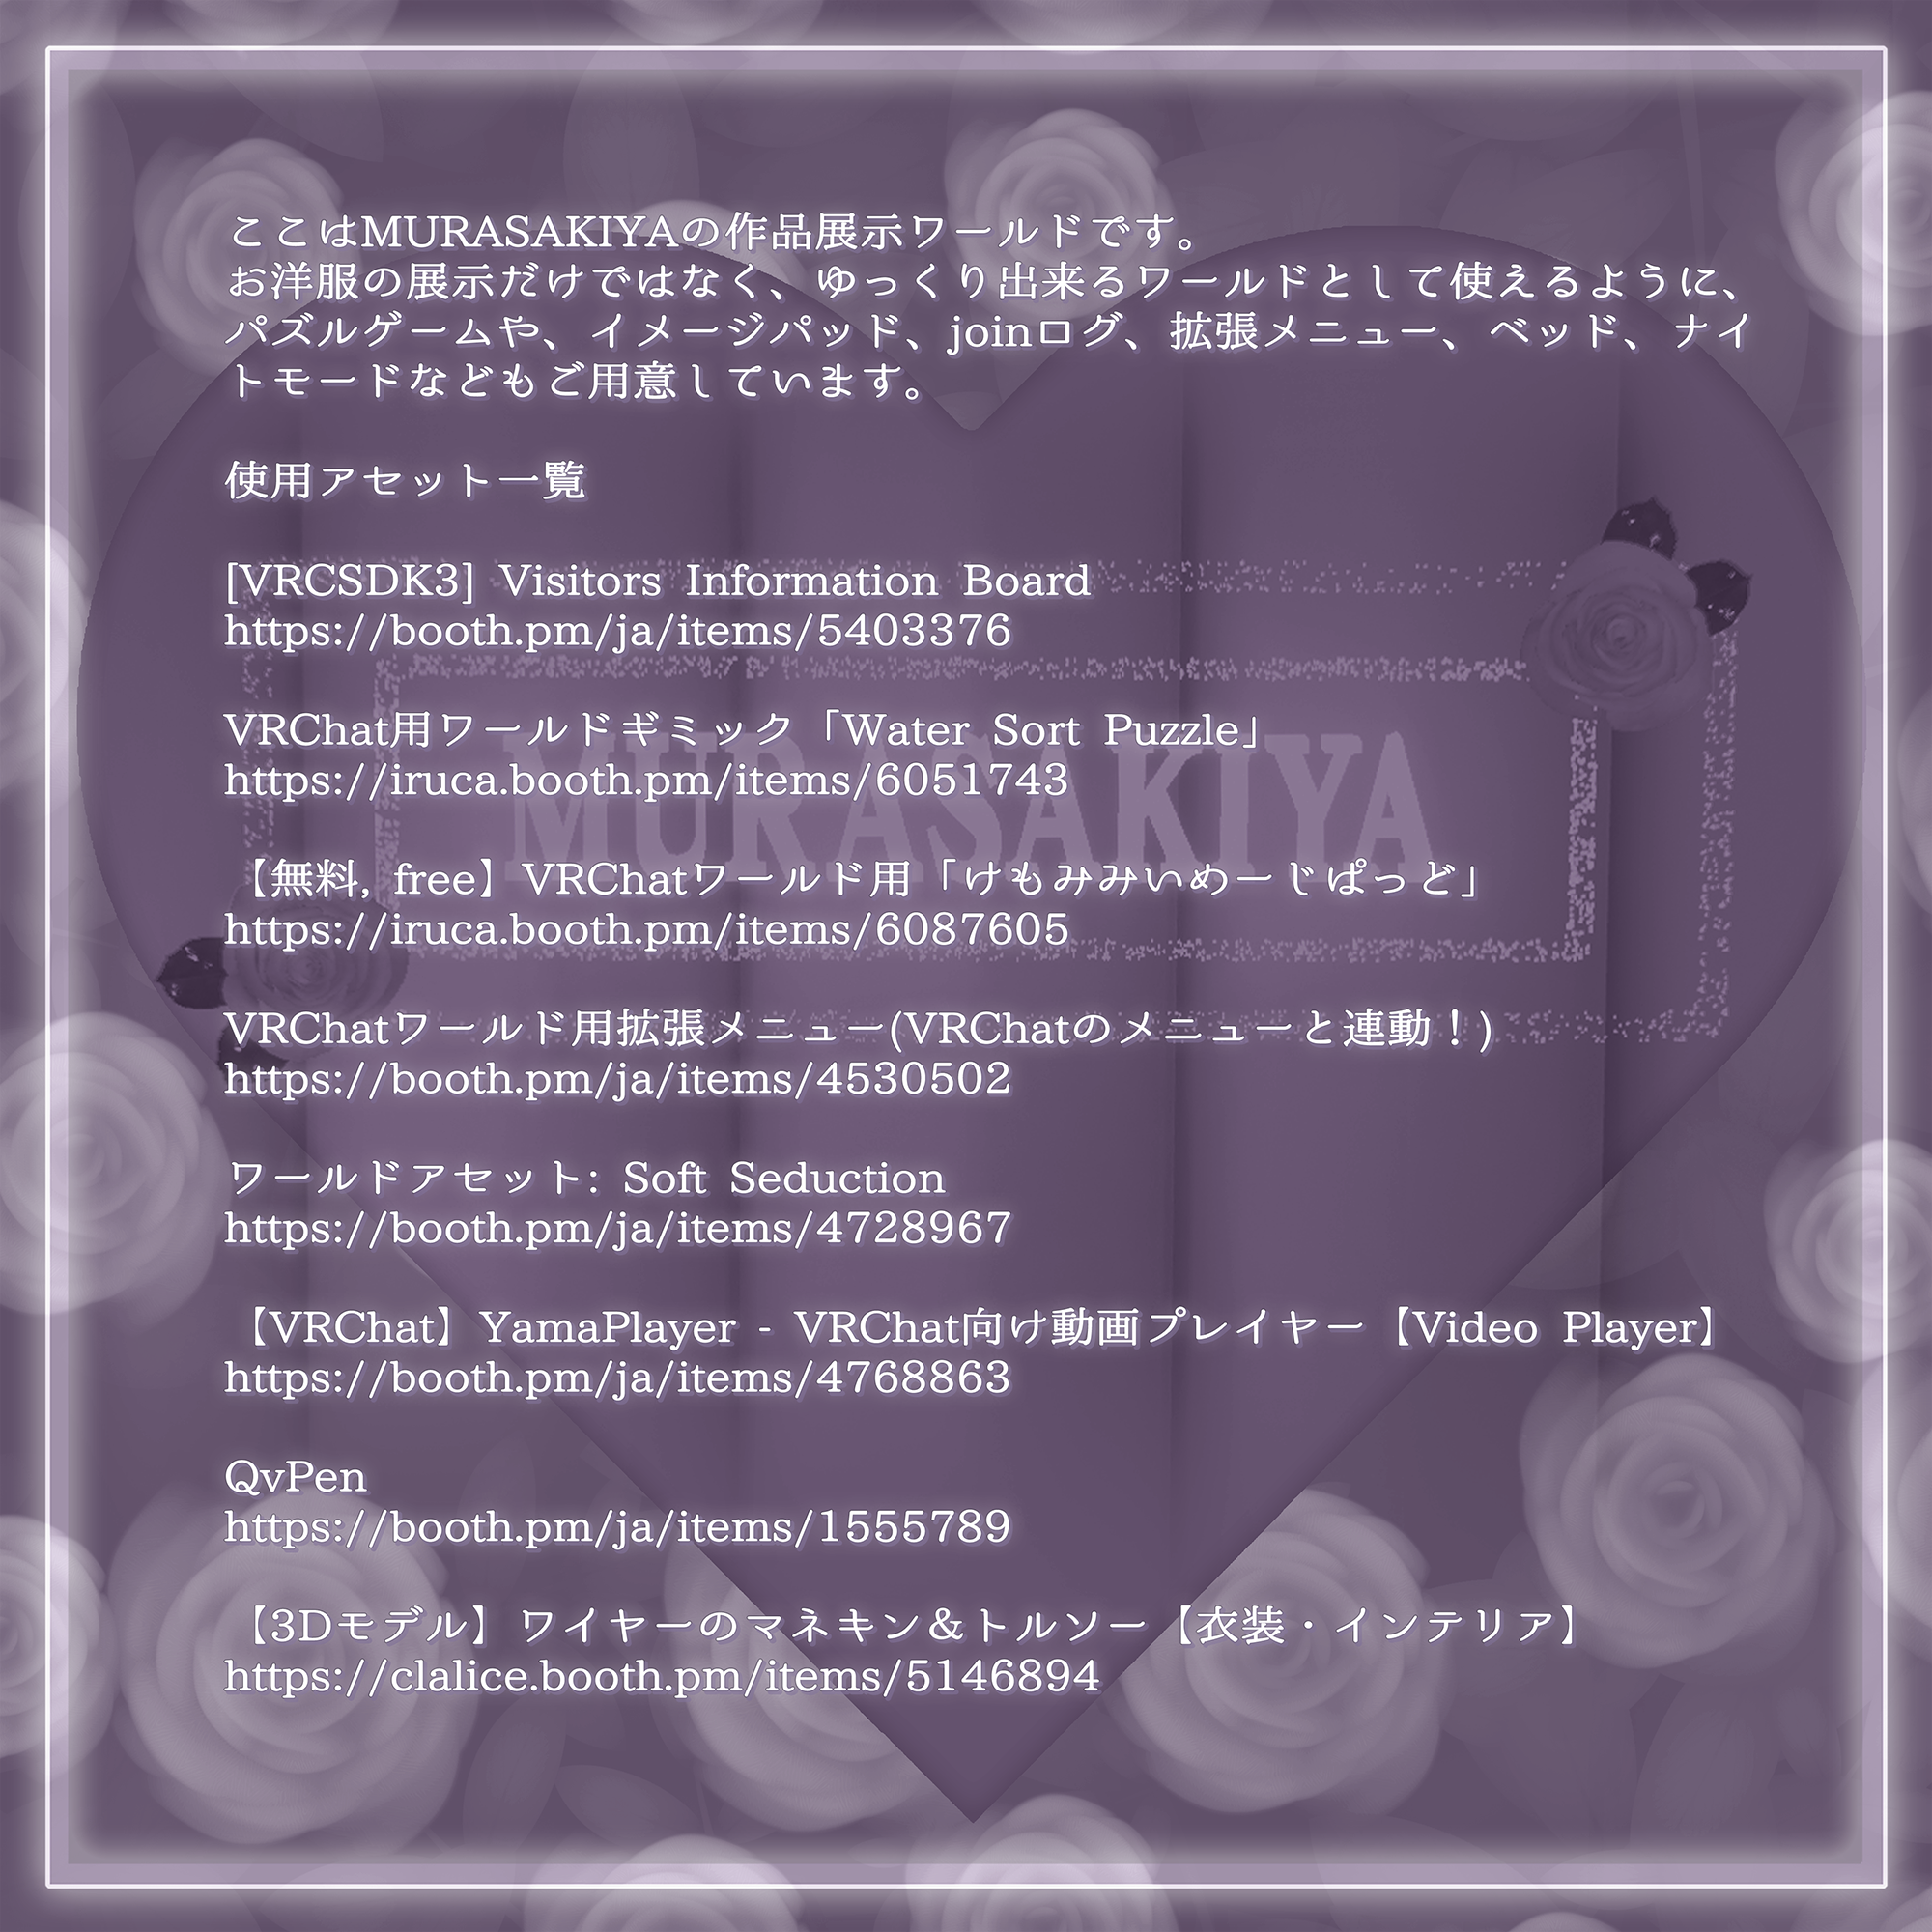 ここはMURASAKIYAの作品展示ワールドです。
お洋服の展示だけではなく、ゆっくり出来るワールドとして使えるように、
パズルゲームや、イメージパッド、joinログ、拡張メニュー、ベッド、ナイ
トモードなどもご用意しています。
使用アセット一覧
[VRCSDK3] Visitors Information Board
https://booth.pm/ja/items/5403376
VRChat用ワールドギミック「Water Sort Puzzle」
https://iruca.booth.pm/items/6051743
MURASAKIYA
【無料, free】VRChatワールド用「けもみみいめーじぱっど」
https://iruca.booth.pm/items/6087605
VRChatワールド用拡張メニュー(VRChatのメニューと連動！)
https://booth.pm/ja/items/4530502
ワールドアセット: Soft Seduction
https://booth.pm/ja/items/4728967
【VRChat】YamaPlayer - VRChat向け動画プレイヤー【Video Player】
https://booth.pm/ja/items/4768863
QvPen
https://booth.pm/ja/items/1555789
【3Dモデル】ワイヤーのマネキン＆トルソー【衣装・インテリア】
https://clalice.booth.pm/items/5146894